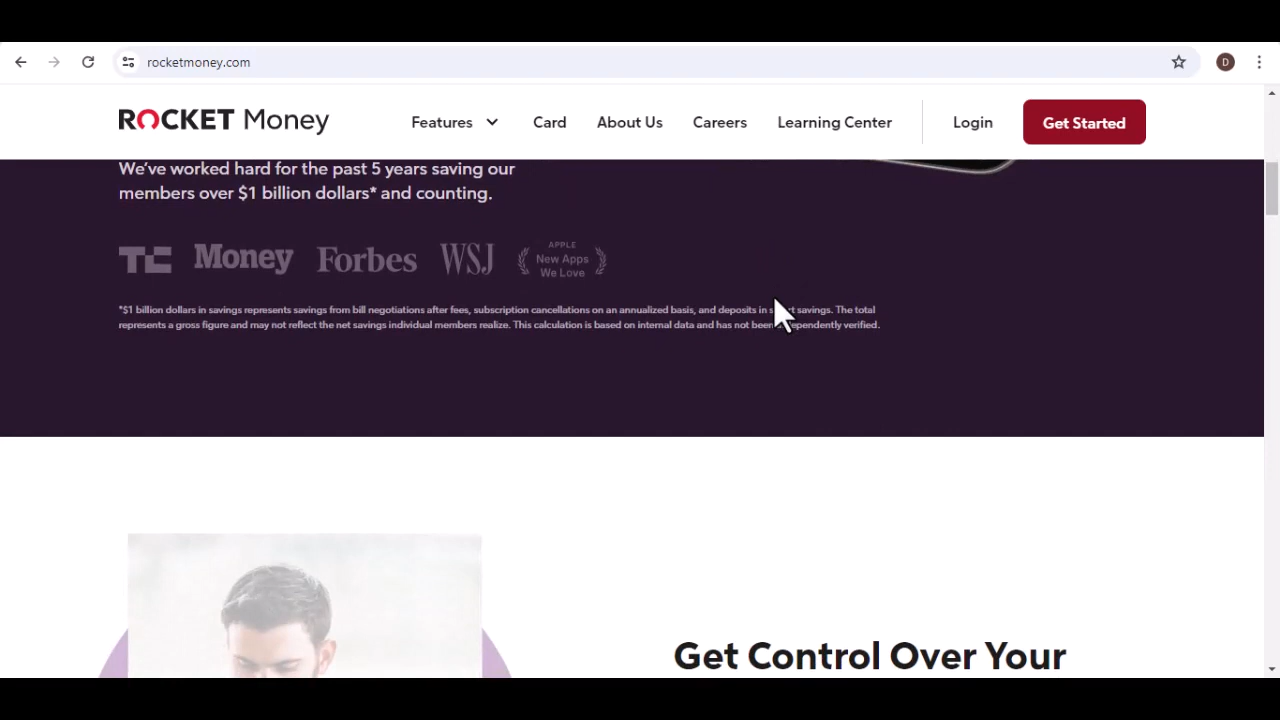 rocketmoney.com
D
ROCKET Money
Features
Card
About Us
Careers
Learning Center
Login
Get Started
We've worked hard for the past 5 years saving our
members over $1 billion dollars* and counting.
TC
Money
Forbes
WSJ
APPLE
New Apps
We Love
*$1 billion dollars in savings represents savings from bill negotiations after fees, subscription cancellations on an annualized basis, and deposits in savings. The total
represents a gross figure and may not reflect the net savings individual members realize. This calculation is based on internal data and has not been independently verified.
Get Control Over Your